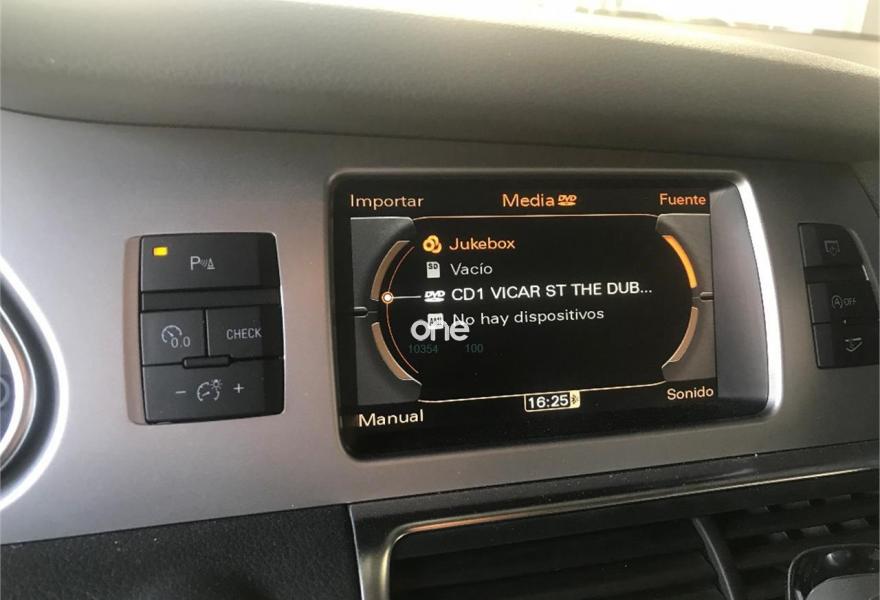 Importar
Media DVD
Fuente
Jukebox
SD Vacío
DVD CD1 VICAR ST THE DUB...
No hay dispositivos
one
10354 100
16:25
Manual
Sonido
P
0.0
CHECK
− +
A OFF